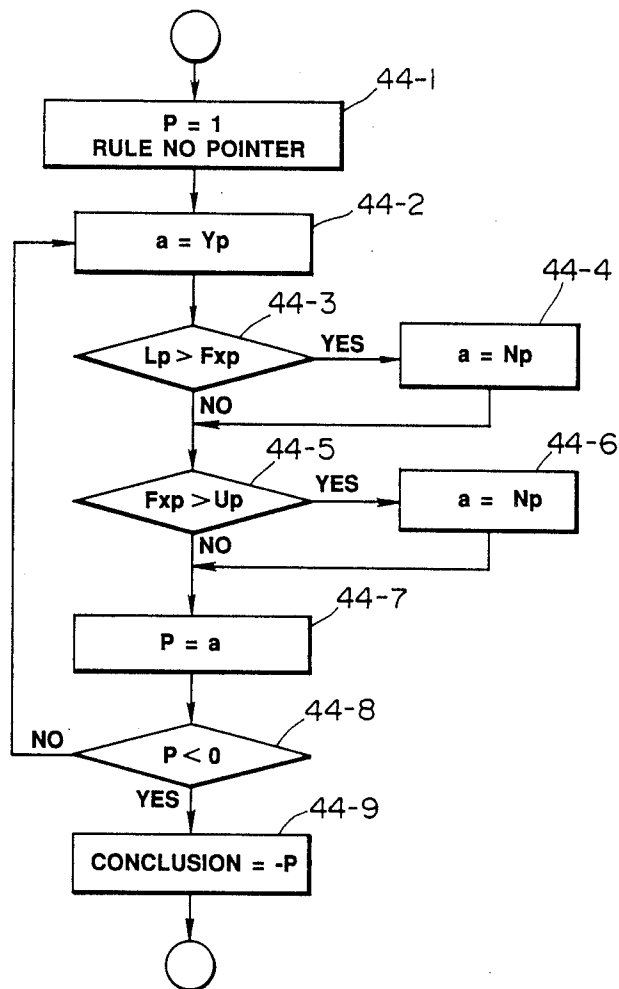 44-1
P = 1
RULE NO POINTER
44-2
a = Yp
44-3
44-4
Lp > Fxp
YES
a = Np
NO
44-5
44-6
Fxp > Up
YES
a = Np
NO
44-7
P = a
44-8
NO
P < 0
YES
44-9
CONCLUSION = -P